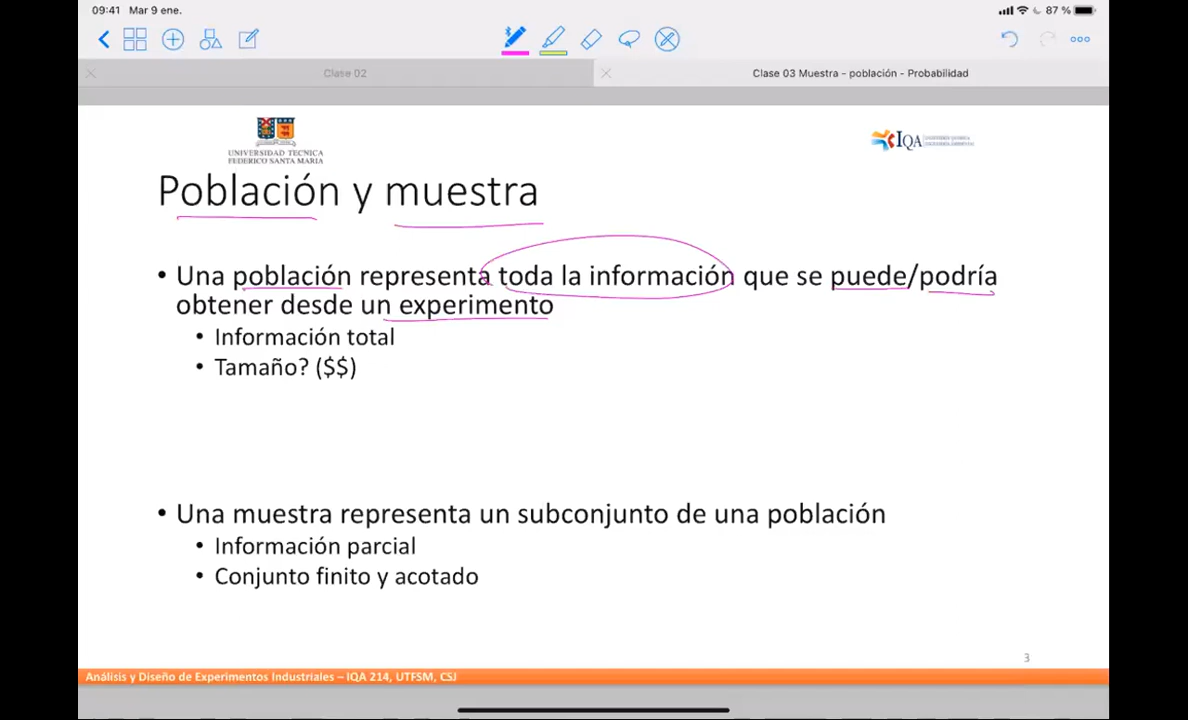 09:41 Mar 9 ene. 87 %
Clase 02
Clase 03 Muestra - población - Probabilidad
UNIVERSIDAD TECNICA
FEDERICO SANTA MARIA
IQA
Población y muestra
• Una población representa toda la información que se puede/podría
obtener desde un experimento
• Información total
• Tamaño? ($$)
• Una muestra representa un subconjunto de una población
• Información parcial
• Conjunto finito y acotado
3
Análisis y Diseño de Experimentos Industriales – IQA 214, UTFSM, CSJ